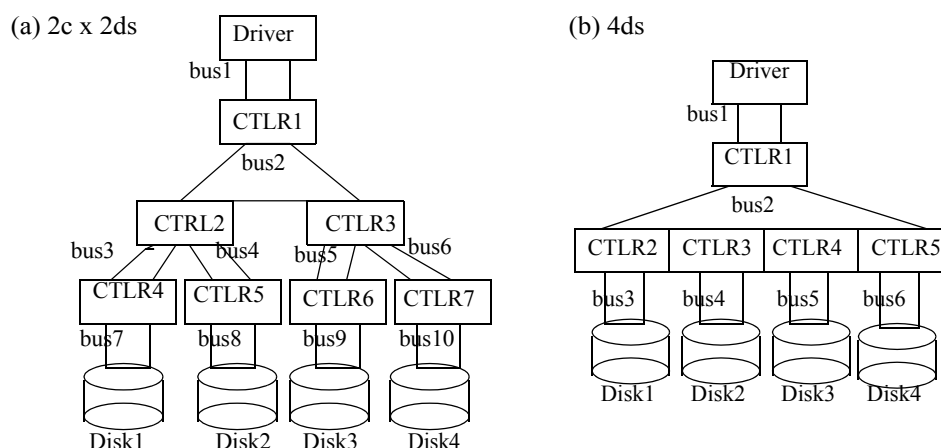 (a) 2c x 2ds
Driver
bus1
CTLR1
bus2
CTRL2
CTLR3
bus3
bus4
bus5
bus6
CTLR4
CTLR5
CTLR6
CTLR7
bus7
bus8
bus9
bus10
Disk1
Disk2
Disk3
Disk4
(b) 4ds
Driver
bus1
CTLR1
bus2
CTLR2
CTLR3
CTLR4
CTLR5
bus3
bus4
bus5
bus6
Disk1
Disk2
Disk3
Disk4